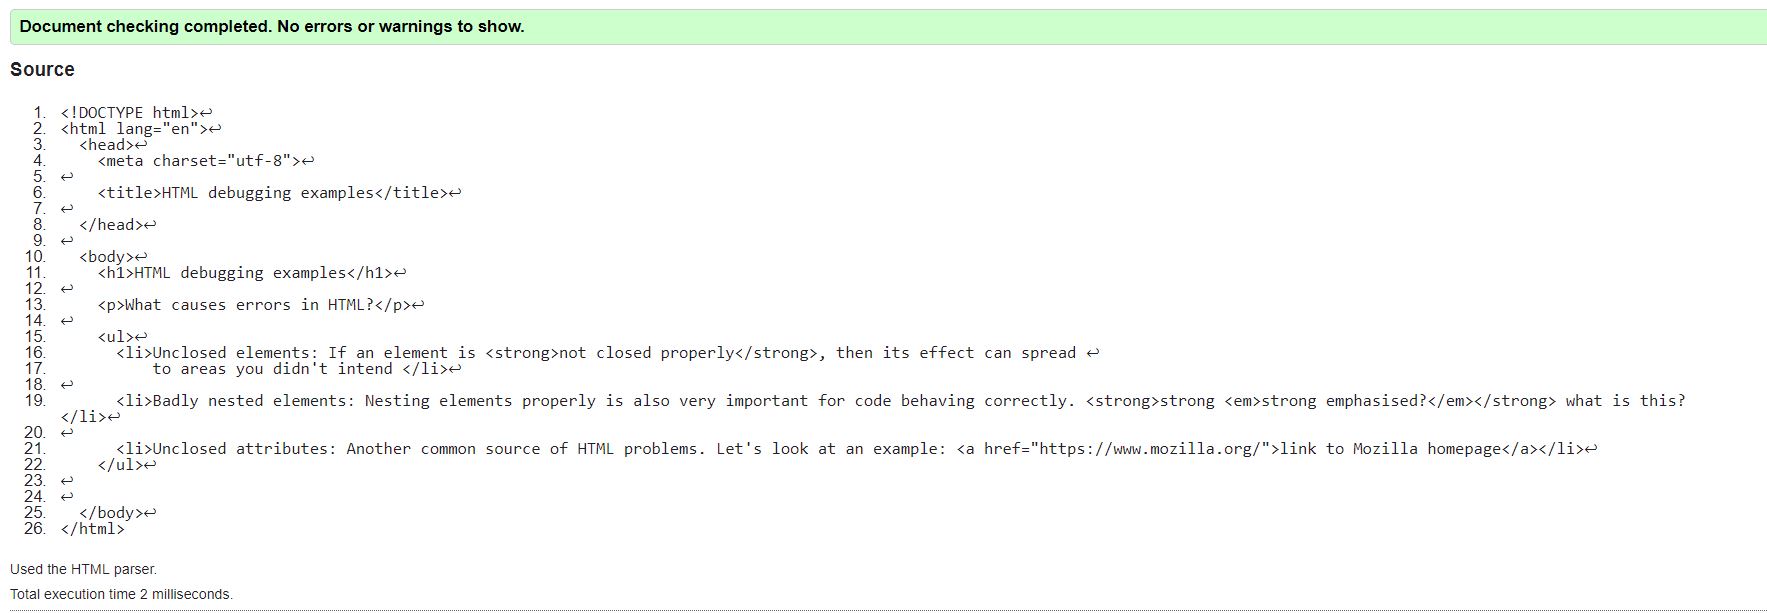 Document checking completed. No errors or warnings to show.
Source
1. <!DOCTYPE html>↩
2. <html lang="en">↩
3.   <head>↩
4.     <meta charset="utf-8">↩
5. ↩
6.     <title>HTML debugging examples</title>↩
7. ↩
8.   </head>↩
9. ↩
10.   <body>↩
11.     <h1>HTML debugging examples</h1>↩
12. ↩
13.     <p>What causes errors in HTML?</p>↩
14. ↩
15.     <ul>↩
16.       <li>Unclosed elements: If an element is <strong>not closed properly</strong>, then its effect can spread ↩
17.           to areas you didn't intend </li>↩
18. ↩
19.       <li>Badly nested elements: Nesting elements properly is also very important for code behaving correctly. <strong>strong <em>strong emphasised?</em></strong> what is this?
</li>↩
20. ↩
21.       <li>Unclosed attributes: Another common source of HTML problems. Let's look at an example: <a href="https://www.mozilla.org/">link to Mozilla homepage</a></li>↩
22.     </ul>↩
23. ↩
24. ↩
25.   </body>↩
26. </html>
Used the HTML parser.
Total execution time 2 milliseconds.